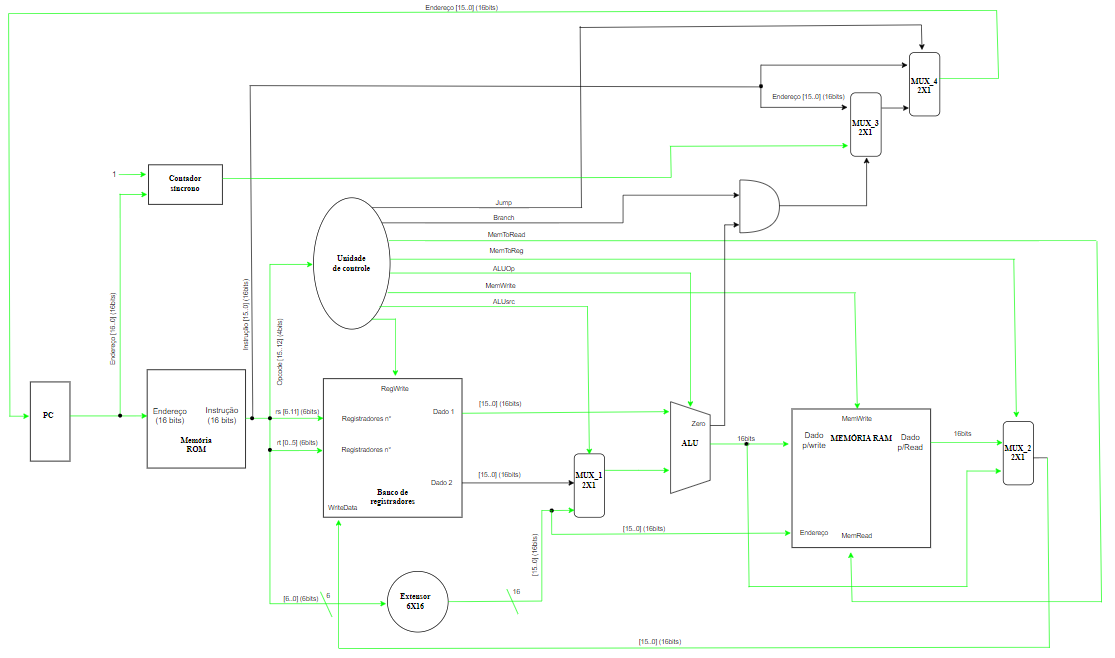 Endereço [15..0] (16bits)
MUX_4
2X1
Endereço [15..0] (16bits)
MUX_3
2X1
1
Contador
síncrono
Jump
Branch
MemToRead
MemToReg
ALUOp
MemWrite
ALUsrc
Unidade
de controle
Endereço [16..0] (16bits)
Instrução [15..0] (16bits)
Opcode [15..12] (4bits)
PC
Endereço
(16 bits)
Instrução
(16 bits)
Memória
ROM
rs [6.11] (6bits)
rt [0..5] (6bits)
RegWrite
Registradores n°
Registradores n°
Dado 1
Dado 2
Banco de
registradores
WriteData
[15..0] (16bits)
[15..0] (16bits)
MUX_1
2X1
Zero
ALU
16bits
MemWrite
Dado
p/write
MEMÓRIA RAM
Dado
p/Read
Endereço
MemRead
16bits
MUX_2
2X1
[15..0] (16bits)
[15..0] (16bits)
[6..0] (6bits)
6
Extensor
6X16
16
[15..0] (16bits)